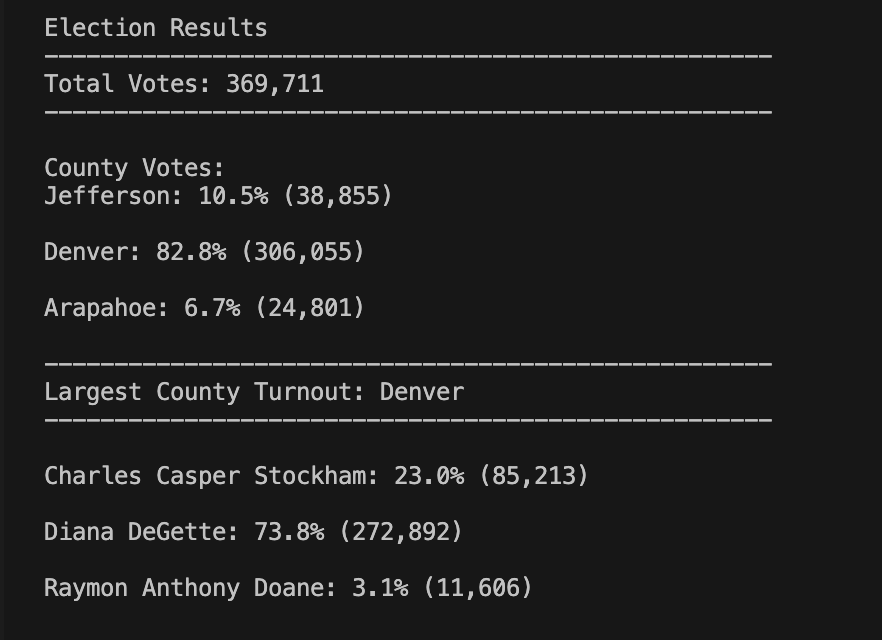 Election Results
----------------------------------------------------
Total Votes: 369,711
----------------------------------------------------
County Votes:
Jefferson: 10.5% (38,855)
Denver: 82.8% (306,055)
Arapahoe: 6.7% (24,801)
----------------------------------------------------
Largest County Turnout: Denver
----------------------------------------------------
Charles Casper Stockham: 23.0% (85,213)
Diana DeGette: 73.8% (272,892)
Raymon Anthony Doane: 3.1% (11,606)